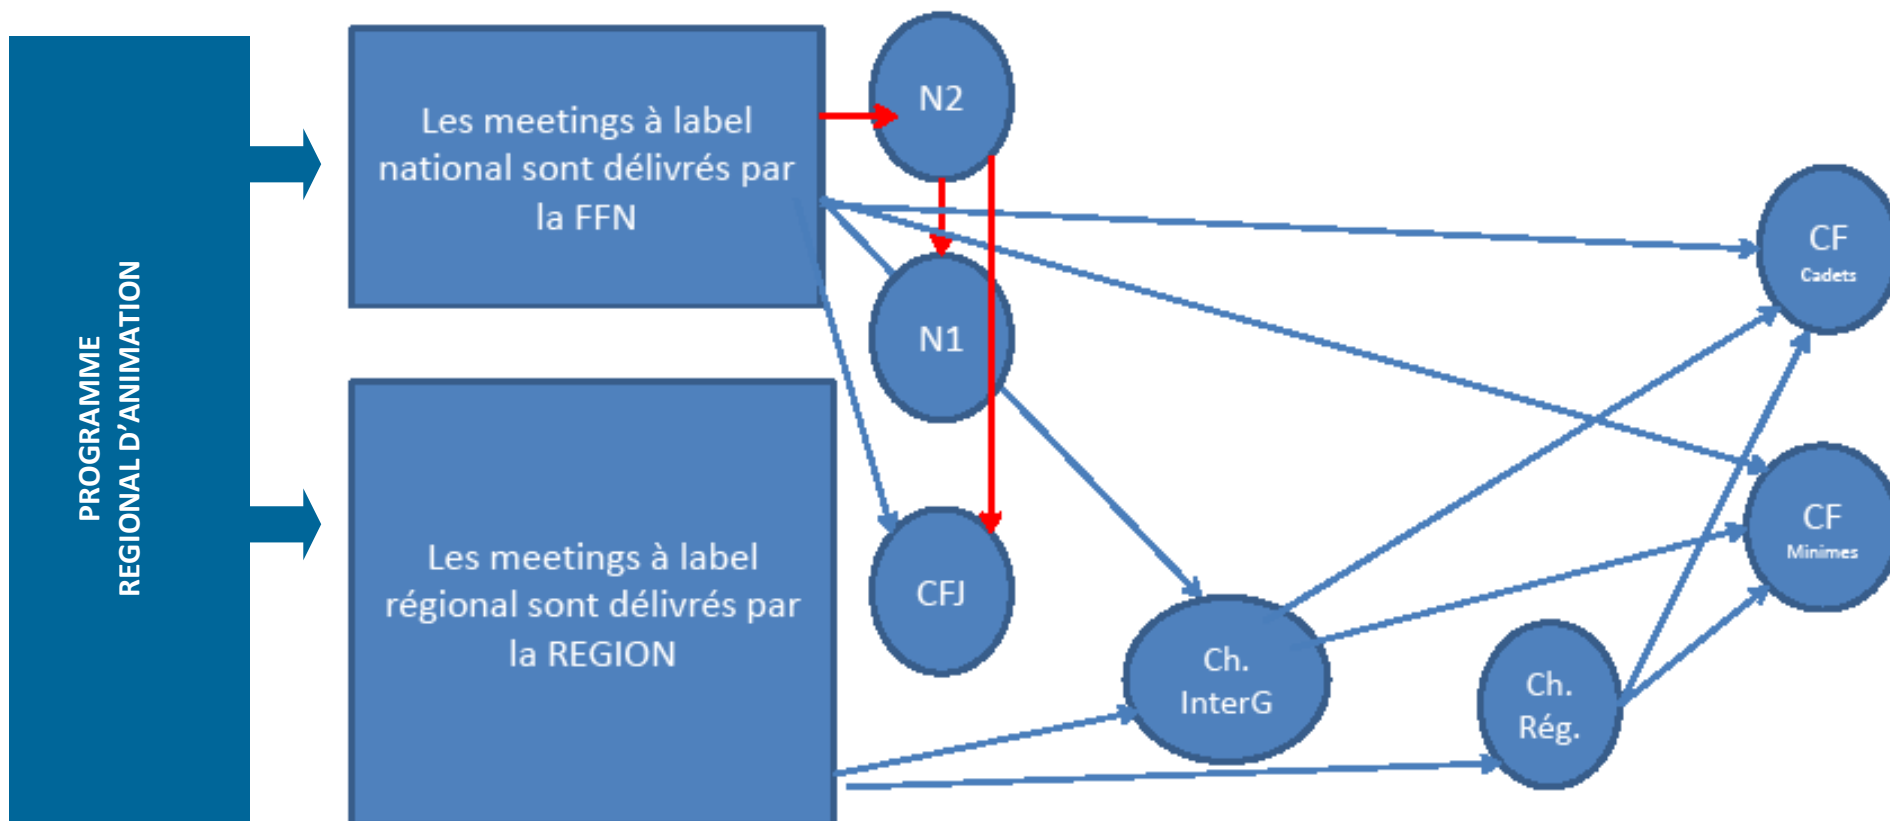 PROGRAMME
REGIONAL D’ANIMATION
Les meetings à label
national sont délivrés par
la FFN
Les meetings à label
régional sont délivrés par
la REGION
N2
N1
CFJ
Ch.
InterG
Ch.
Rég.
CF
Cadets
CF
Minimes